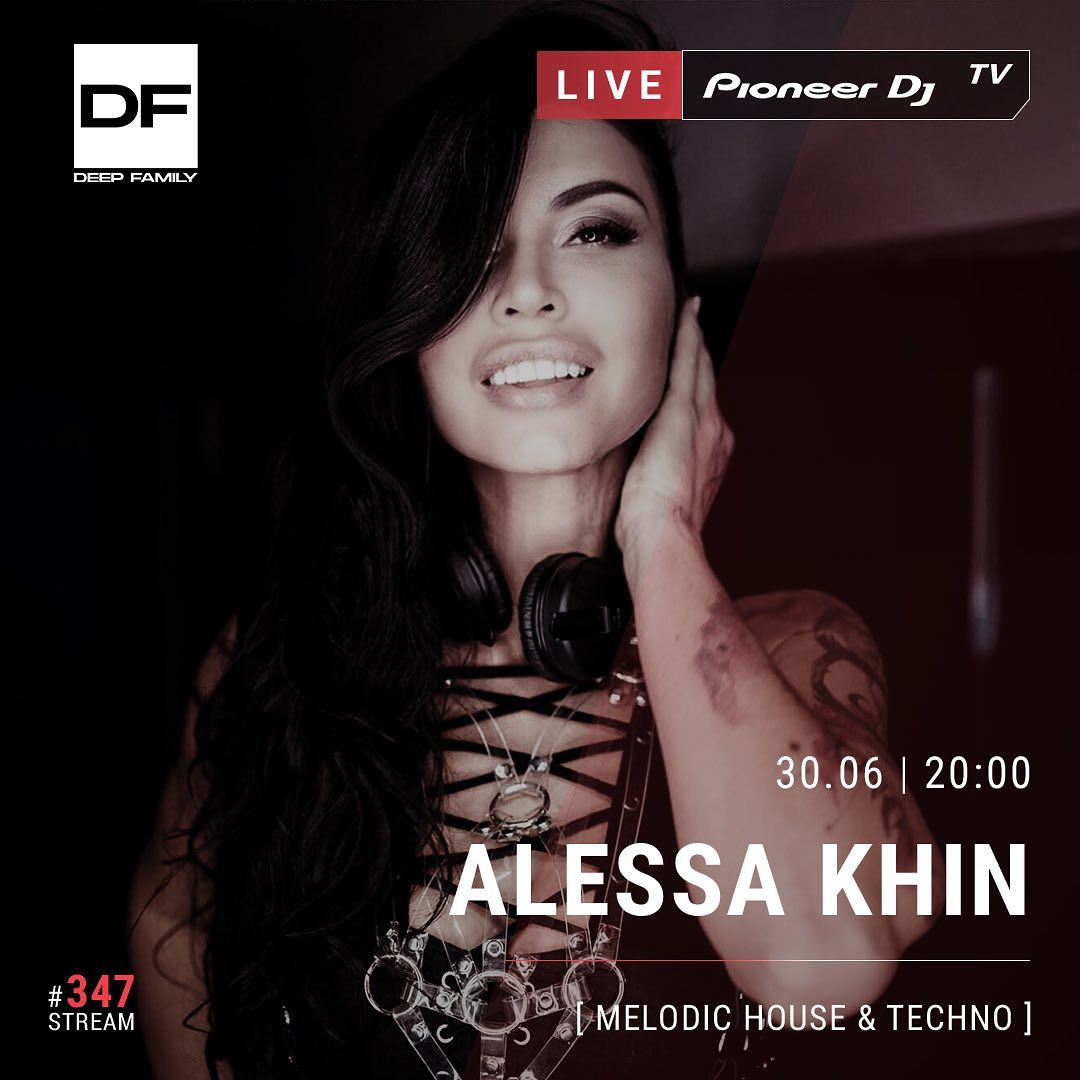 DF
DEEP FAMILY
LIVE Pioneer Dj TV
30.06 | 20:00
ALESSA KHIN
[ MELODIC HOUSE & TECHNO ]
#347
STREAM